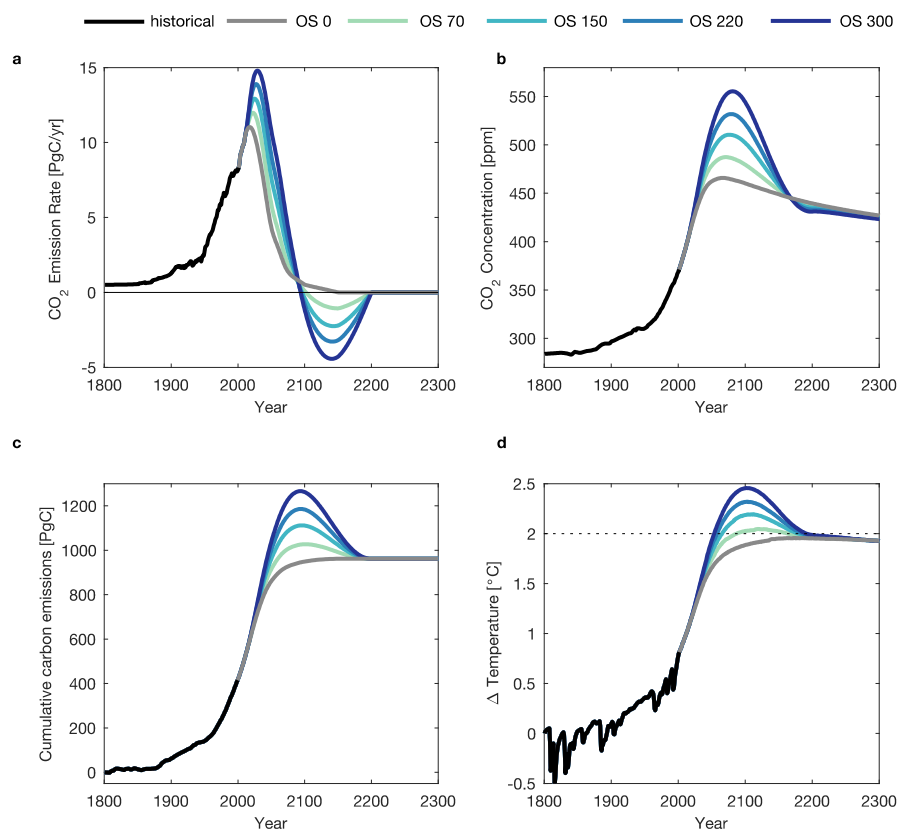 historical OS 0 OS 70 OS 150 OS 220 OS 300
a
CO2 Emission Rate [PgC/yr]
15
10
5
0
-5
1800 1900 2000 2100 2200 2300
Year
b
CO2 Concentration [ppm]
550
500
450
400
350
300
1800 1900 2000 2100 2200 2300
Year
c
Cumulative carbon emissions [PgC]
1200
1000
800
600
400
200
0
1800 1900 2000 2100 2200 2300
Year
d
Δ Temperature [°C]
2.5
2
1.5
1
0.5
0
-0.5
1800 1900 2000 2100 2200 2300
Year